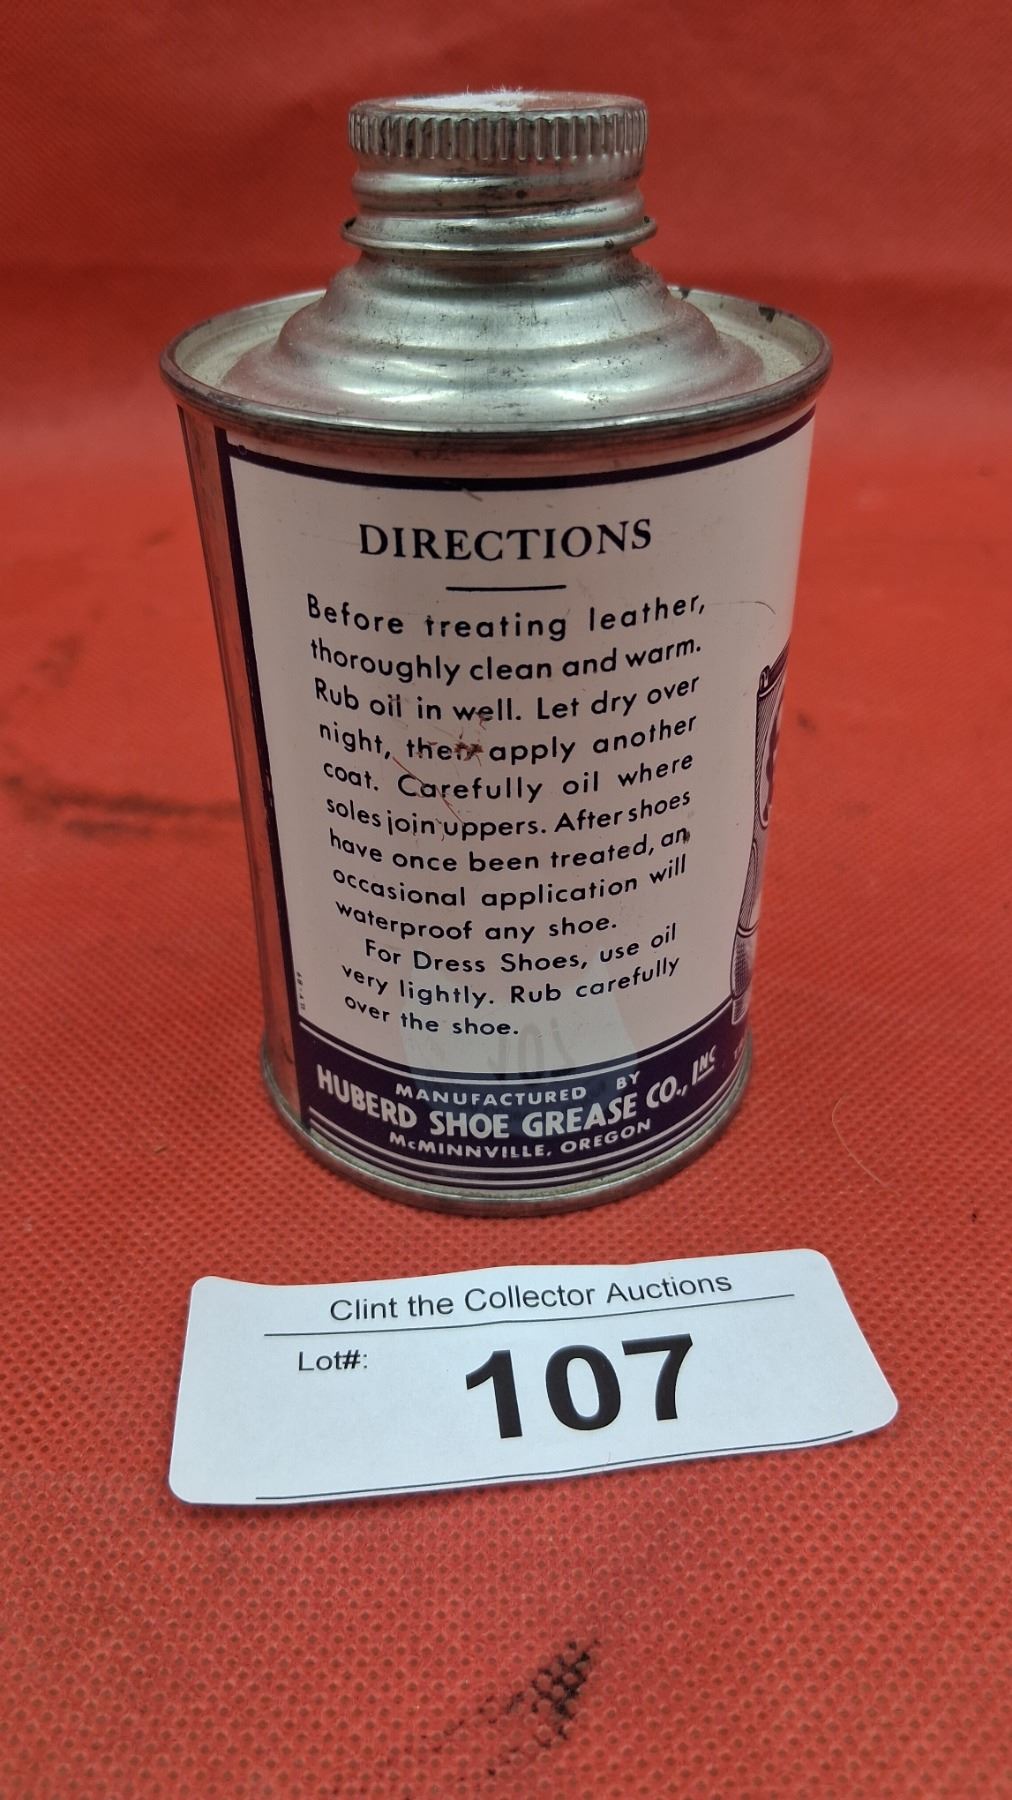 DIRECTIONS
Before treating leather,
thoroughly clean and warm.
Rub oil in well. Let dry over
night, then apply another
coat. Carefully oil where
soles join uppers. After shoes
have once been treated, an
occasional application will
waterproof any shoe.
For Dress Shoes, use oil
very lightly. Rub carefully
over the shoe.
MANUFACTURED BY
HUBERD SHOE GREASE CO., INC
McMINNVILLE, OREGON
Clint the Collector Auctions
Lot#: 107